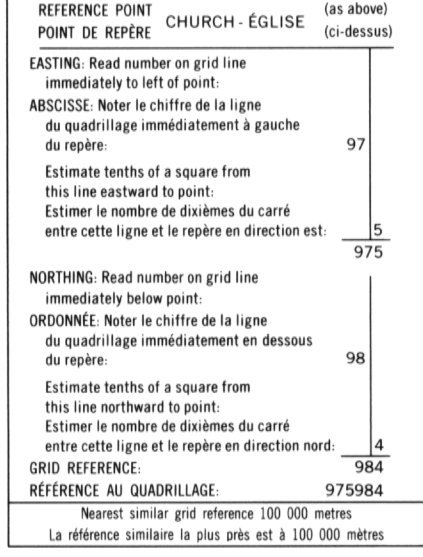 REFERENCE POINT CHURCH - ÉGLISE (as above)
POINT DE REPÈRE (ci-dessus)
EASTING: Read number on grid line
immediately to left of point:
ABSCISSE: Noter le chiffre de la ligne
du quadrillage immédiatement à gauche
du repère: 97
Estimate tenths of a square from
this line eastward to point:
Estimer le nombre de dixièmes du carré
entre cette ligne et le repère en direction est: 5
975
NORTHING: Read number on grid line
immediately below point:
ORDONNÉE: Noter le chiffre de la ligne
du quadrillage immédiatement en dessous
du repère: 98
Estimate tenths of a square from
this line northward to point:
Estimer le nombre de dixièmes du carré
entre cette ligne et le repère en direction nord: 4
GRID REFERENCE: 984
RÉFÉRENCE AU QUADRILLAGE: 975984
Nearest similar grid reference 100 000 metres
La référence similaire la plus près est à 100 000 mètres